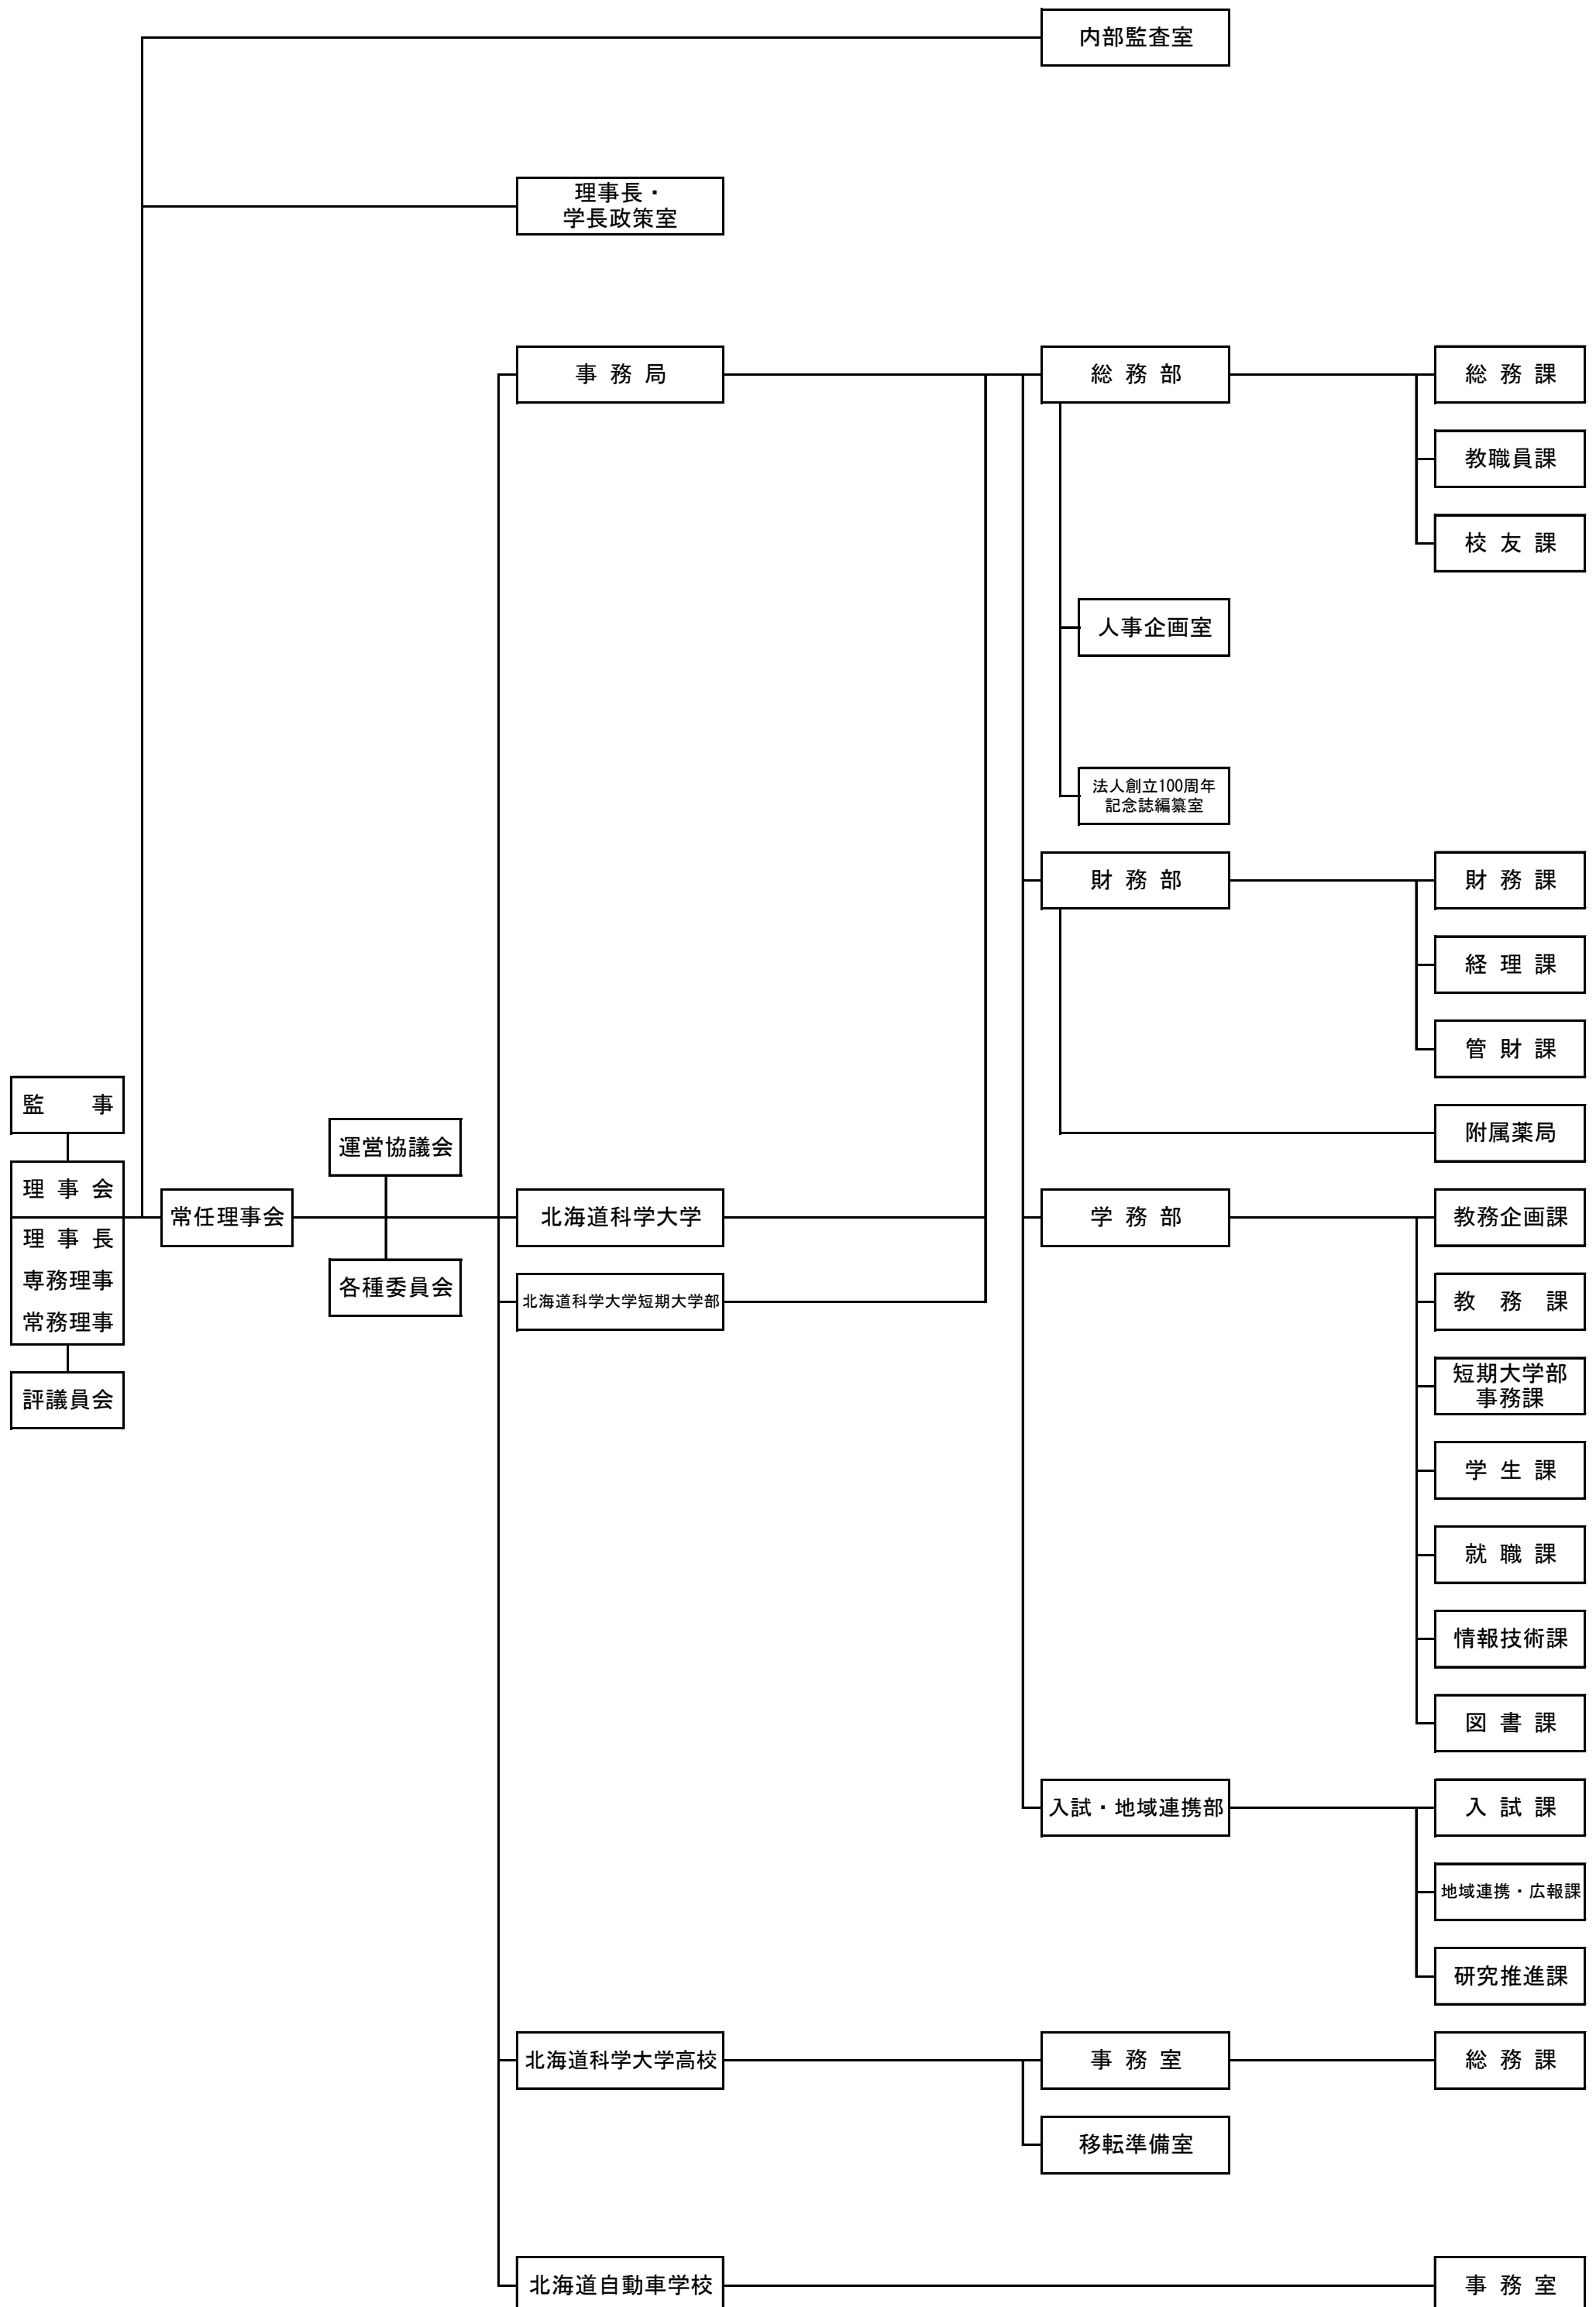 内部監査室
理事長・
学長政策室
事 務 局
総 務 部
総 務 課
教職員課
校 友 課
人事企画室
法人創立100周年
記念誌編纂室
財 務 部
財 務 課
経 理 課
管 財 課
附属薬局
監 事
理 事 会
理 事 長
専務理事
常務理事
評議員会
常任理事会
運営協議会
各種委員会
北海道科学大学
北海道科学大学短期大学部
学 務 部
教務企画課
教 務 課
短期大学部
事務課
学 生 課
就 職 課
情報技術課
図 書 課
入試・地域連携部
入 試 課
地域連携・広報課
研究推進課
北海道科学大学高校
事 務 室
総 務 課
移転準備室
北海道自動車学校
事 務 室